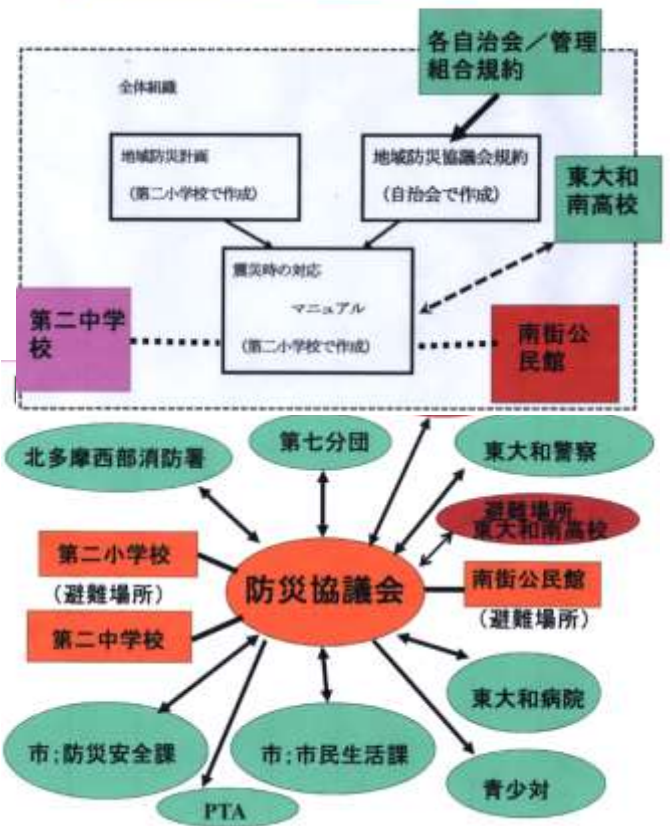 各自治会／管理
組合規約
全体組織
地域防災計画
(第二小学校で作成)
地域防災協議会規約
(自治会で作成)
東大和
南高校
震災時の対応
マニュアル
(第二小学校で作成)
第二中学
校
南街公
民館
北多摩西部消防署
第七分団
東大和警察
避難場所
東大和南高校
第二小学校
(避難場所)
第二中学校
防災協議会
南街公民館
(避難場所)
東大和病院
市;防災安全課
市;市民生活課
青少対
PTA